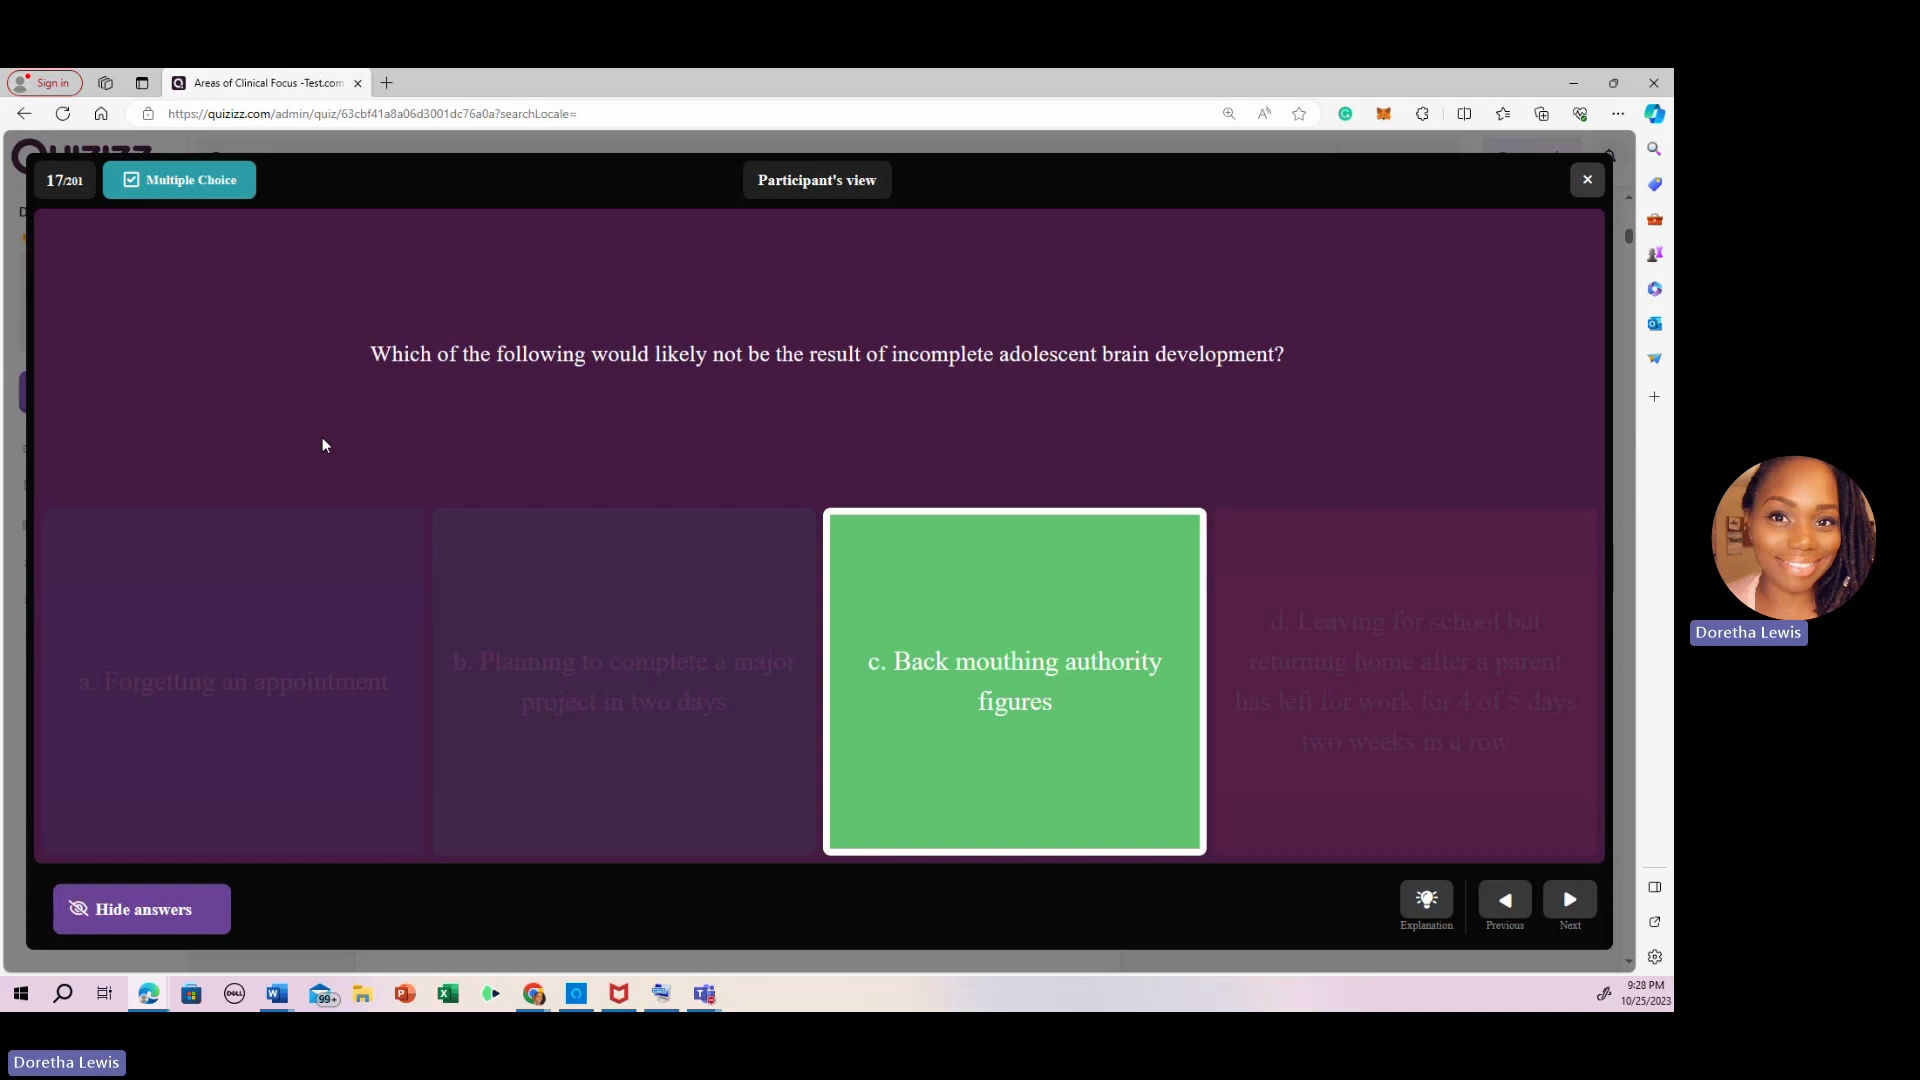 Sign in
Areas of Clinical Focus -Test.com
https://quizizz.com/admin/quiz/63cbf41a8a06d3001dc76a0a?searchLocale=
17/201
Multiple Choice
Participant's view
Which of the following would likely not be the result of incomplete adolescent brain development?
a. Forgetting an appointment
b. Planning to complete a major
project in two days
c. Back mouthing authority
figures
d. Leaving for school but
returning home after a parent
has left for work for 4 of 5 days
two weeks in a row
Doretha Lewis
Hide answers
Explanation
Previous
Next
99+
DELL
9:28 PM
10/25/2023
Doretha Lewis